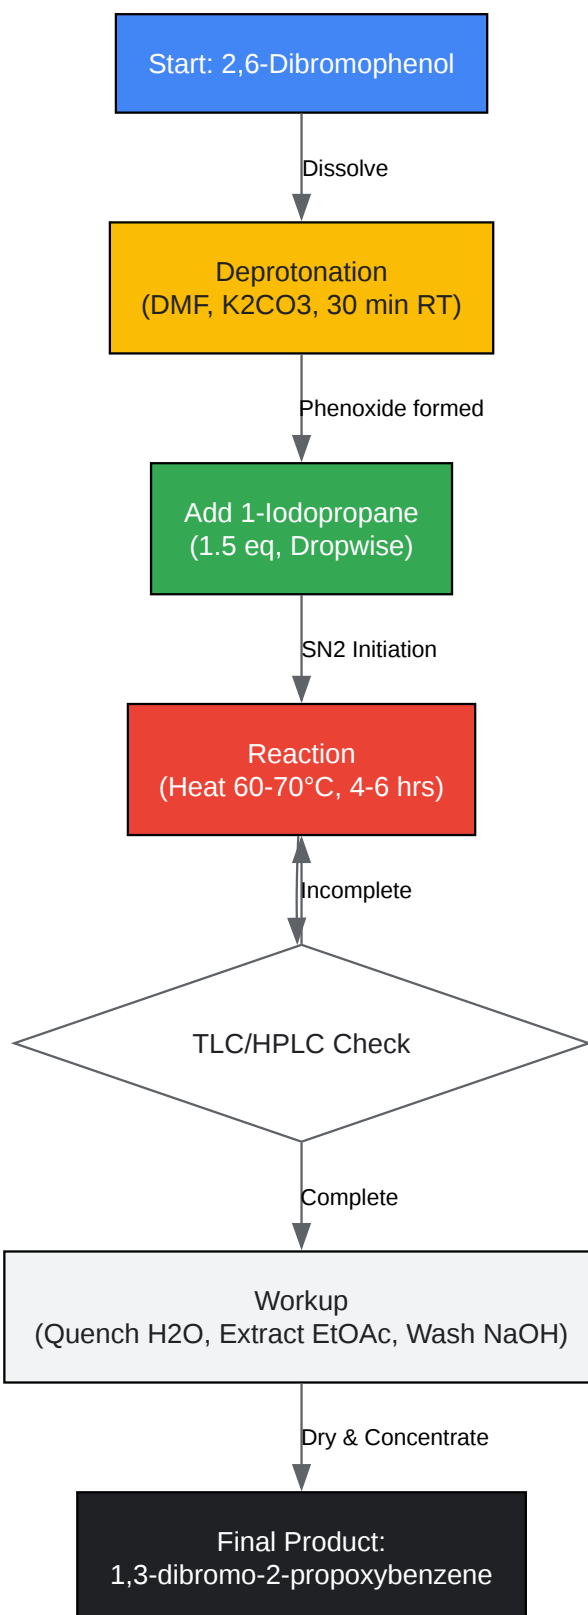 Start: 2,6-Dibromophenol
Dissolve
Deprotonation
(DMF, K2CO3, 30 min RT)
Phenoxide formed
Add 1-Iodopropane
(1.5 eq, Dropwise)
SN2 Initiation
Reaction
(Heat 60-70°C, 4-6 hrs)
Incomplete
TLC/HPLC Check
Complete
Workup
(Quench H2O, Extract EtOAc, Wash NaOH)
Dry & Concentrate
Final Product:
1,3-dibromo-2-propoxybenzene